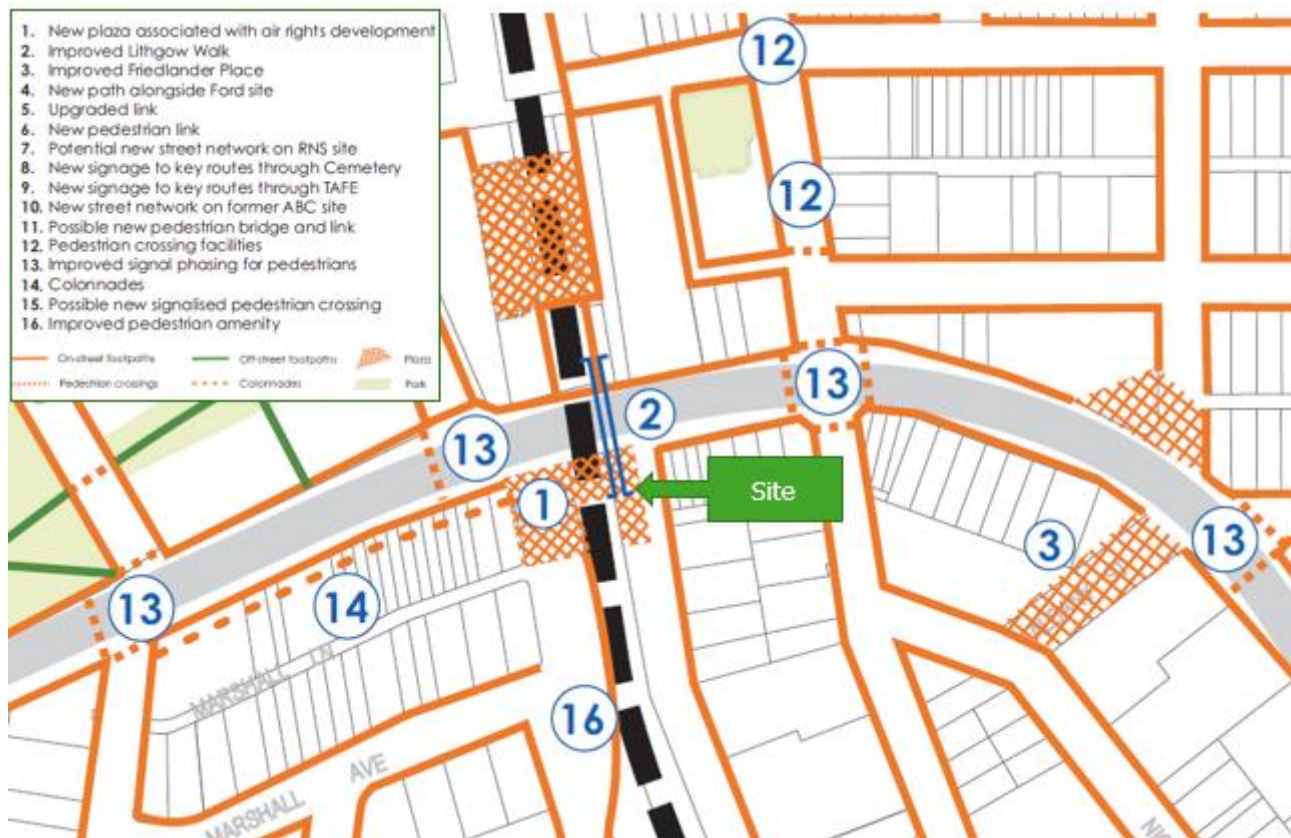 1. New plaza associated with air rights development
2. Improved Lithgow Walk
3. Improved Friedlander Place
4. New path alongside Ford site
5. Upgraded link
6. New pedestrian link
7. Potential new street network on RNS site
8. New signage to key routes through Cemetery
9. New signage to key routes through TAFE
10. New street network on former ABC site
11. Possible new pedestrian bridge and link
12. Pedestrian crossing facilities
13. Improved signal phasing for pedestrians
14. Colonnades
15. Possible new signalised pedestrian crossing
16. Improved pedestrian amenity
On-street footpaths
Off-street footpaths
Plaza
Pedestrian crossings
Colonnades
Park
12
12
13
2
13
Site
1
3
13
13
14
MARSHALL LN
16
MARSHALL AVE